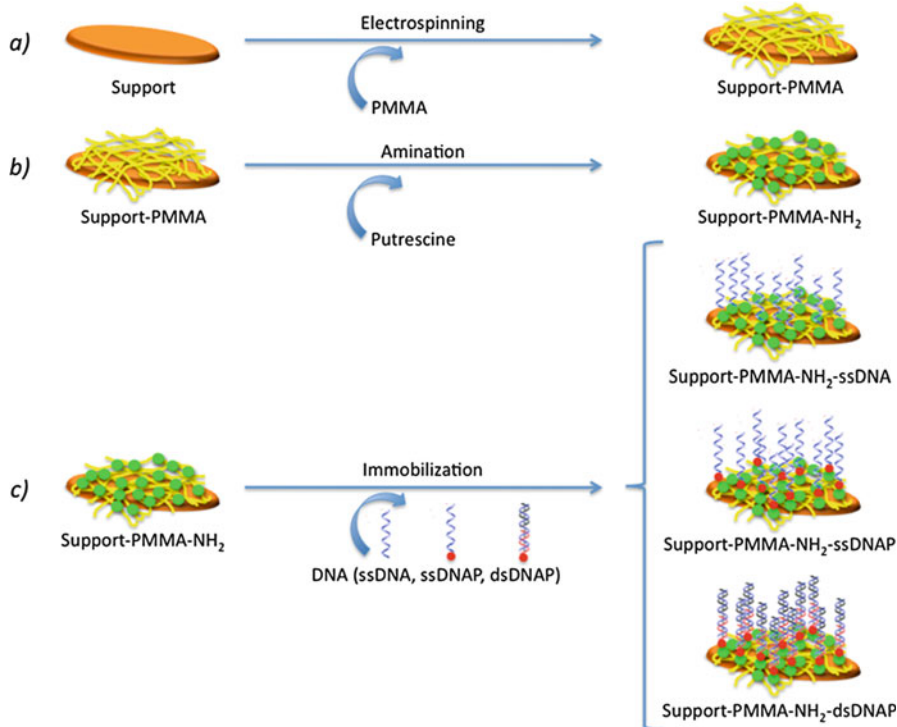 a)
Electrospinning
Support
PMMA
Support-PMMA
b)
Amination
Support-PMMA
Putrescine
Support-PMMA-NH₂
Support-PMMA-NH₂-ssDNA
c)
Immobilization
Support-PMMA-NH₂-ssDNAP
Support-PMMA-NH₂
DNA (ssDNA, ssDNAP, dsDNAP)
Support-PMMA-NH₂-dsDNAP